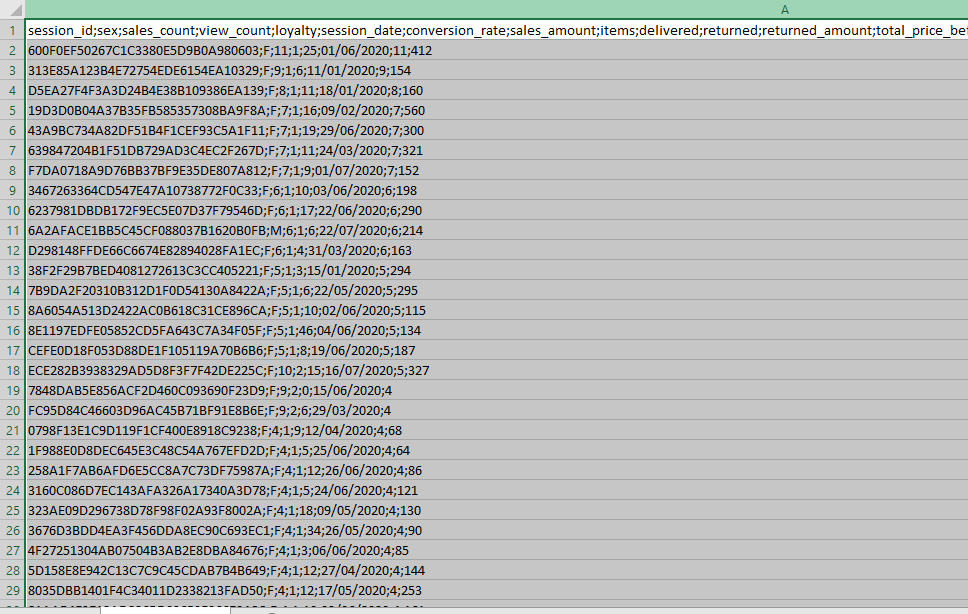 A
1 session_id;sex;sales_count;view_count;loyalty;session_date;conversion_rate;sales_amount;items;delivered;returned;returned_amount;total_price_bef
2 600F0EF50267C1C3380E5D9B0A980603;F;11;1;25;01/06/2020;11;412
3 313E85A123B4E72754EDE6154EA10329;F;9;1;6;11/01/2020;9;154
4 D5EA27F4F3A3D24B4E38B109386EA139;F;8;1;11;18/01/2020;8;160
5 19D3D0B04A37B35FB585357308BA9F8A;F;7;1;16;09/02/2020;7;560
6 43A9BC734A82DF51B4F1CEF93C5A1F11;F;7;1;19;29/06/2020;7;300
7 639847204B1F51DB729AD3C4EC2F267D;F;7;1;11;24/03/2020;7;321
8 F7DA0718A9D76BB37BF9E35DE807A812;F;7;1;9;01/07/2020;7;152
9 3467263364CD547E47A10738772F0C33;F;6;1;10;03/06/2020;6;198
10 6237981DBDB172F9EC5E07D37F79546D;F;6;1;17;22/06/2020;6;290
11 6A2AFACE1BB5C45CF088037B1620B0FB;M;6;1;6;22/07/2020;6;214
12 D298148FFDE66C6674E82894028FA1EC;F;6;1;4;31/03/2020;6;163
13 38F2F29B7BED4081272613C3CC405221;F;5;1;3;15/01/2020;5;294
14 7B9DA2F20310B312D1F0D54130A8422A;F;5;1;6;22/05/2020;5;295
15 8A6054A513D2422AC0B618C31CE896CA;F;5;1;10;02/06/2020;5;115
16 8E1197EDFE05852CD5FA643C7A34F05F;F;5;1;46;04/06/2020;5;134
17 CEFE0D18F053D88DE1F105119A70B6B6;F;5;1;8;19/06/2020;5;187
18 ECE282B3938329AD5D8F3F7F42DE225C;F;10;2;15;16/07/2020;5;327
19 7848DAB5E856ACF2D460C093690F23D9;F;9;2;0;15/06/2020;4
20 FC95D84C46603D96AC45B71BF91E8B6E;F;9;2;6;29/03/2020;4
21 0798F13E1C9D119F1CF400E8918C9238;F;4;1;9;12/04/2020;4;68
22 1F988E0D8DEC645E3C48C54A767EFD2D;F;4;1;5;25/06/2020;4;64
23 258A1F7AB6AFD6E5CC8A7C73DF75987A;F;4;1;12;26/06/2020;4;86
24 3160C086D7EC143AFA326A17340A3D78;F;4;1;5;24/06/2020;4;121
25 323AE09D296738D78F98F02A93F8002A;F;4;1;18;09/05/2020;4;130
26 3676D3BDD4EA3F456DDA8EC90C693EC1;F;4;1;34;26/05/2020;4;90
27 4F27251304AB07504B3AB2E8DBA84676;F;4;1;3;06/06/2020;4;85
28 5D158E8E942C13C7C9C45CDAB7B4B649;F;4;1;12;27/04/2020;4;144
29 8035DBB1401F4C34011D2338213FAD50;F;4;1;12;17/05/2020;4;253